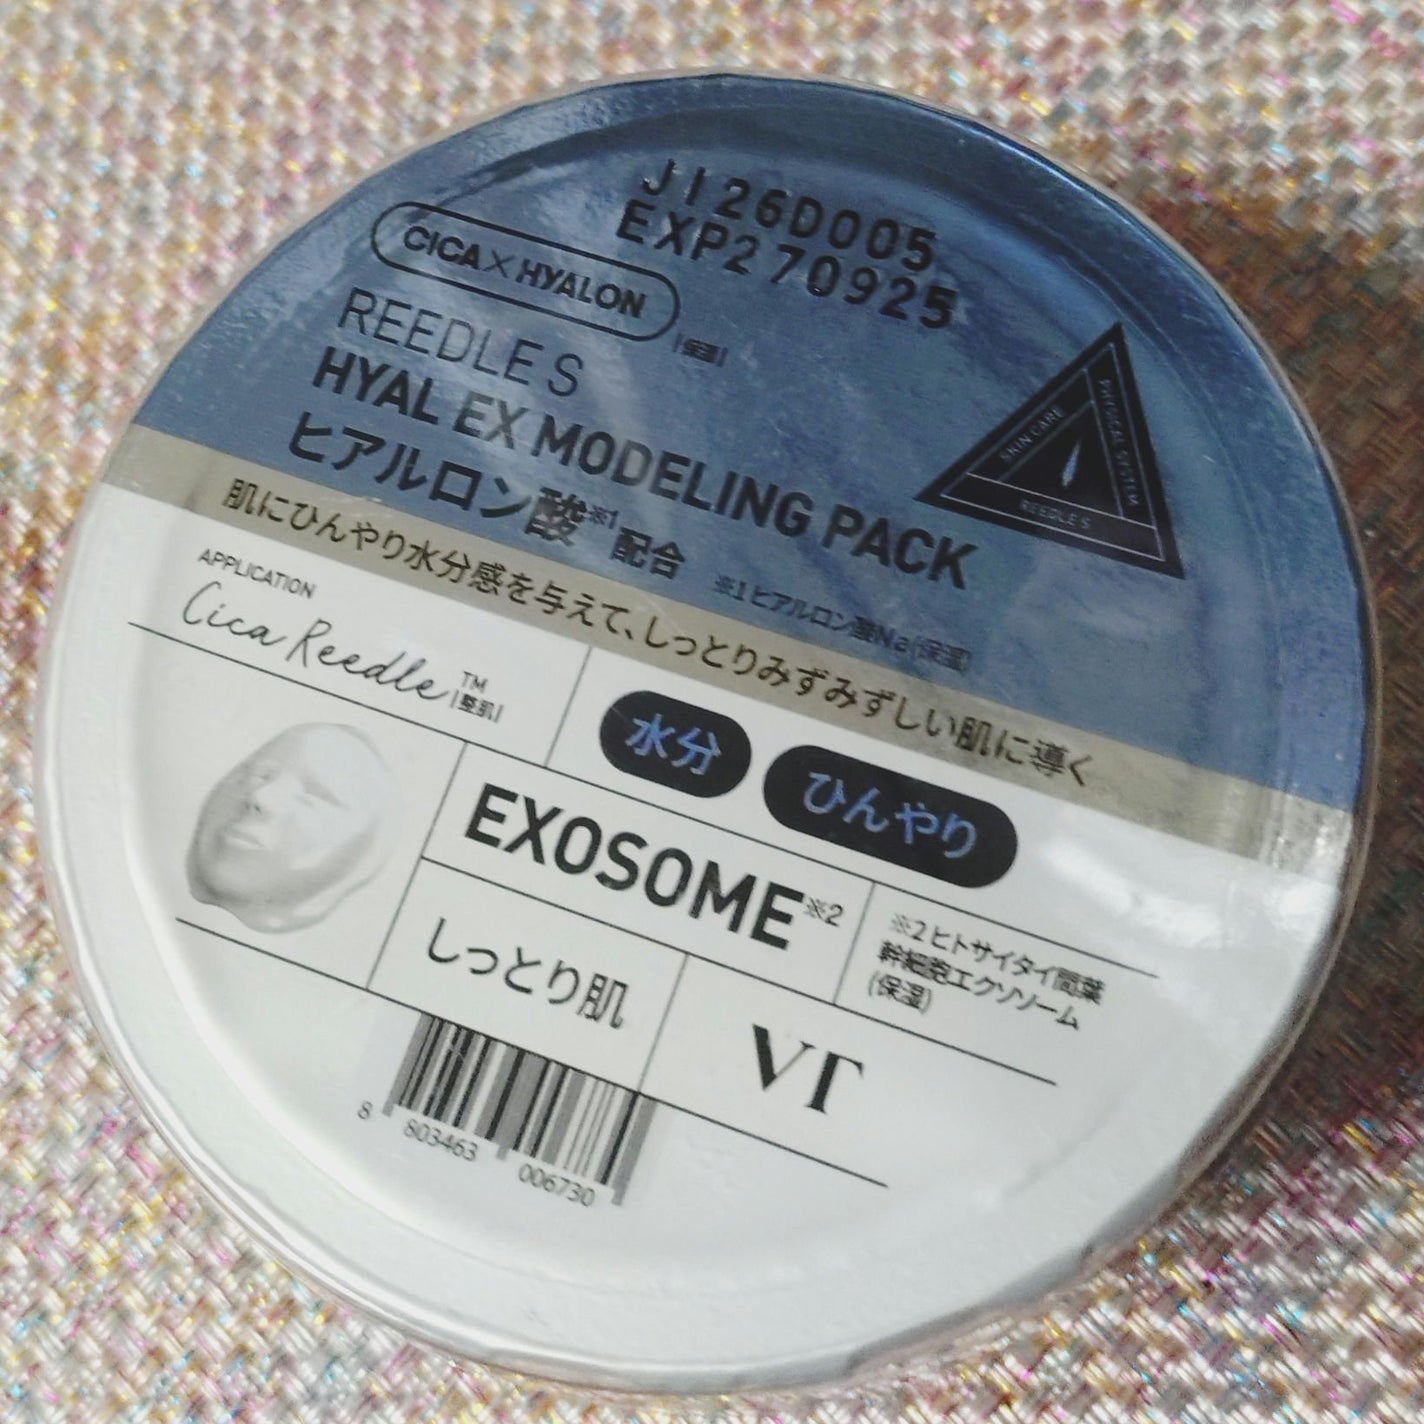 JI26D005
EXP270925
CICA×HYALON
|保湿|
REEDLE S
HYAL EX MODELING PACK
ヒアルロン酸※1配合
※1 ヒアルロン酸Na(保湿)
SKIN CARE
PHYSICAL SYSTEM
REEDLE S
肌にひんやり水分感を与えて、しっとりみずみずしい肌に導く
APPLICATION
Cica Reedle™
|整肌|
水分
ひんやり
EXOSOME※2
※2 ヒトサイタイ間葉
幹細胞エクソソーム
(保湿)
しっとり肌
VT
8 803463 006730